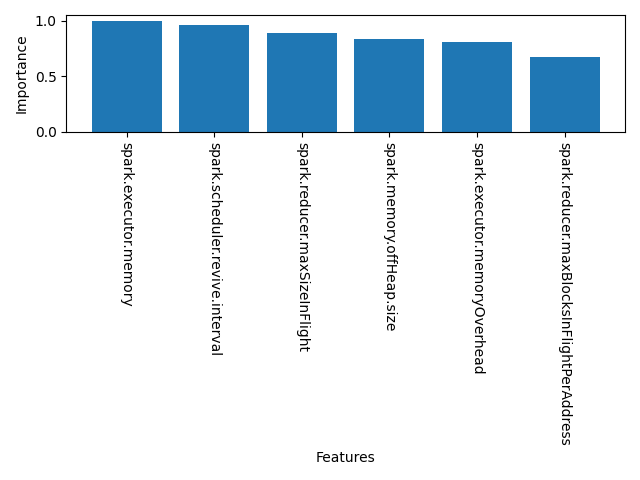 Importance
1.0
0.5
0.0
spark.executor.memory
spark.scheduler.revive.interval
spark.reducer.maxSizeInFlight
spark.memory.offHeap.size
spark.executor.memoryOverhead
spark.reducer.maxBlocksInFlightPerAddress
Features